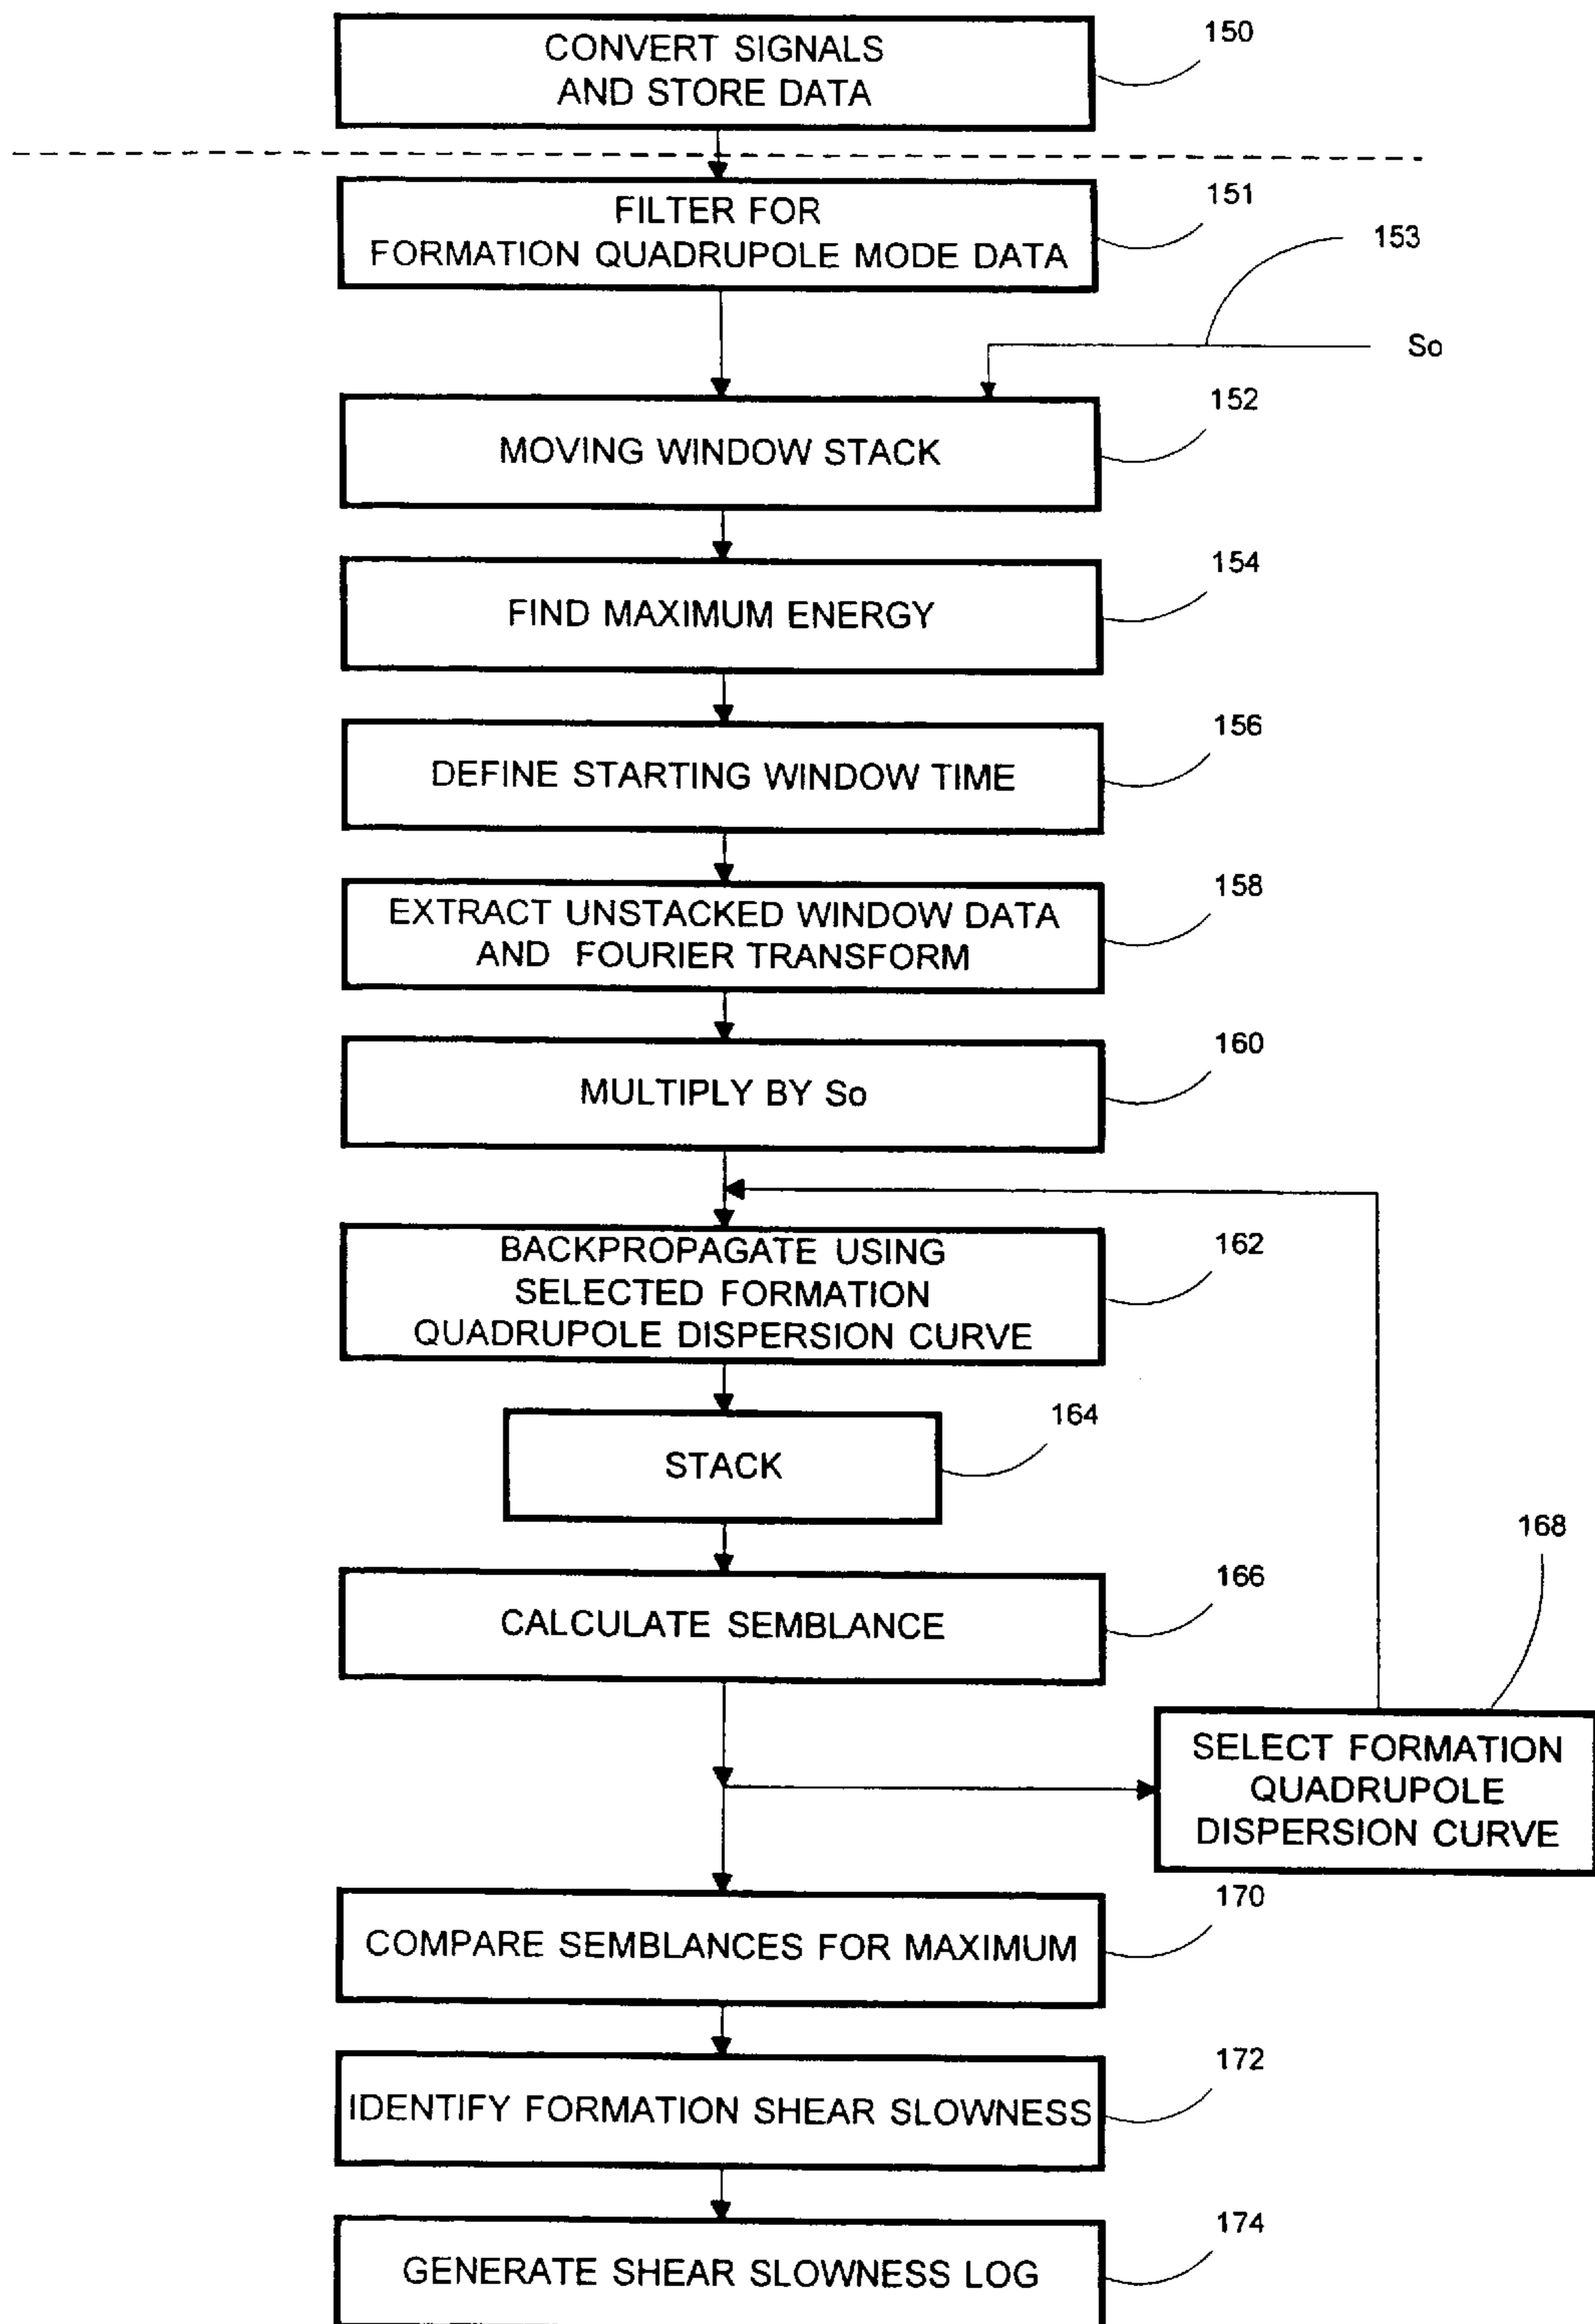 CONVERT SIGNALS
AND STORE DATA
150
FILTER FOR
FORMATION QUADRUPOLE MODE DATA
151
153
So
MOVING WINDOW STACK
152
FIND MAXIMUM ENERGY
154
DEFINE STARTING WINDOW TIME
156
EXTRACT UNSTACKED WINDOW DATA
AND FOURIER TRANSFORM
158
MULTIPLY BY So
160
BACKPROPAGATE USING
SELECTED FORMATION
QUADRUPOLE DISPERSION CURVE
162
STACK
164
CALCULATE SEMBLANCE
166
168
SELECT FORMATION
QUADRUPOLE
DISPERSION CURVE
COMPARE SEMBLANCES FOR MAXIMUM
170
IDENTIFY FORMATION SHEAR SLOWNESS
172
GENERATE SHEAR SLOWNESS LOG
174